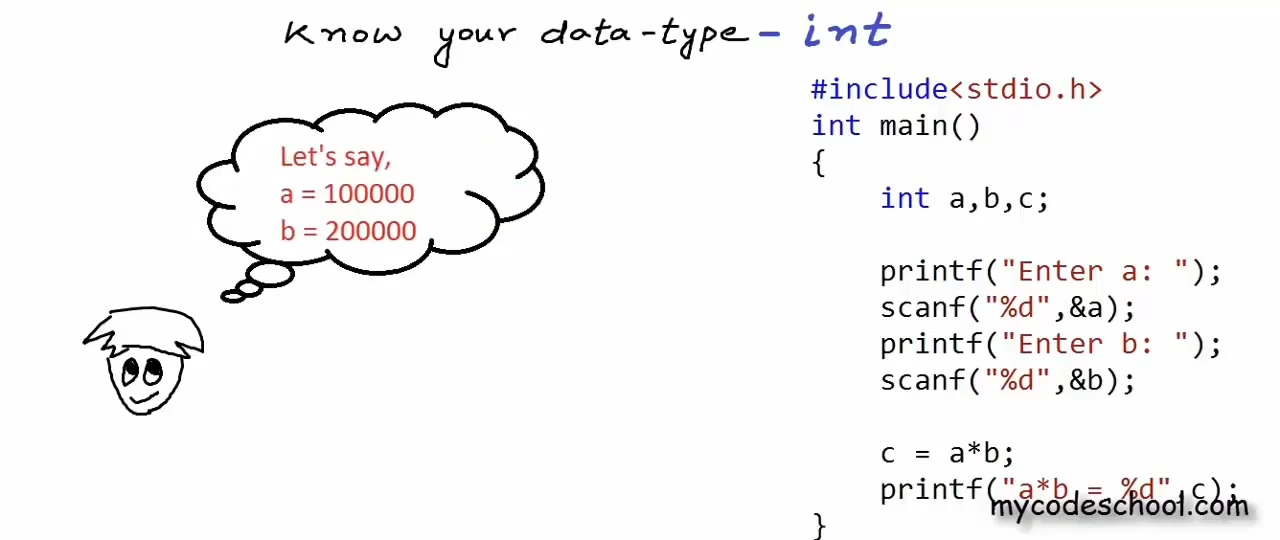 Know your data-type - int
Let's say,
a = 100000
b = 200000
#include<stdio.h>
int main()
{
int a,b,c;
printf("Enter a: ");
scanf("%d",&a);
printf("Enter b: ");
scanf("%d",&b);
c = a*b;
printf("a*b = %d",c);
}
mycodeschool.com